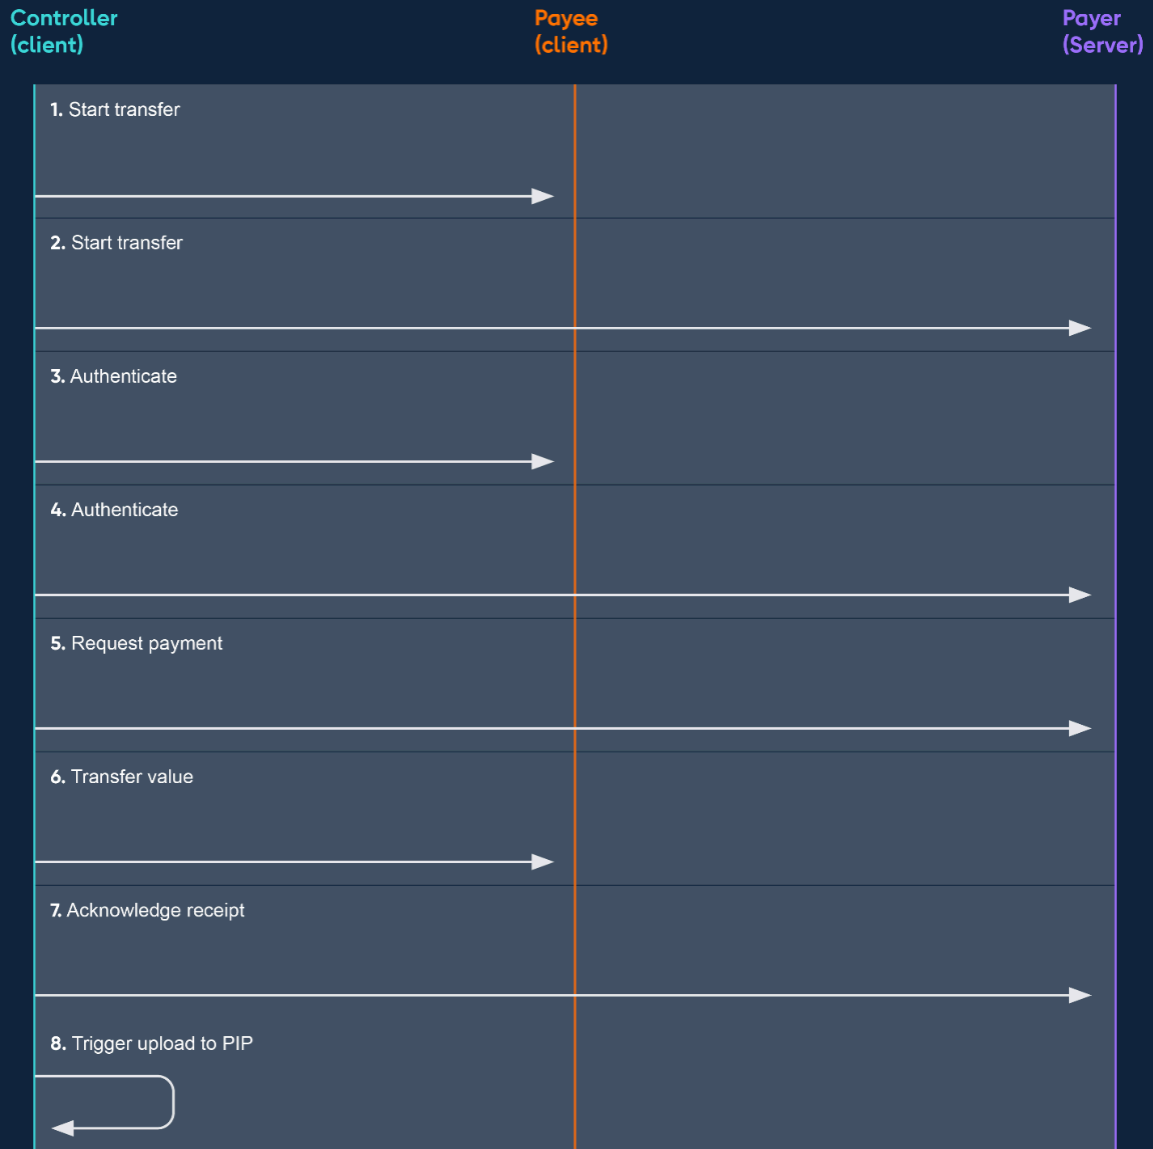 Controller
(client)
Payee
(client)
Payer
(Server)
1. Start transfer
2. Start transfer
3. Authenticate
4. Authenticate
5. Request payment
6. Transfer value
7. Acknowledge receipt
8. Trigger upload to PIP